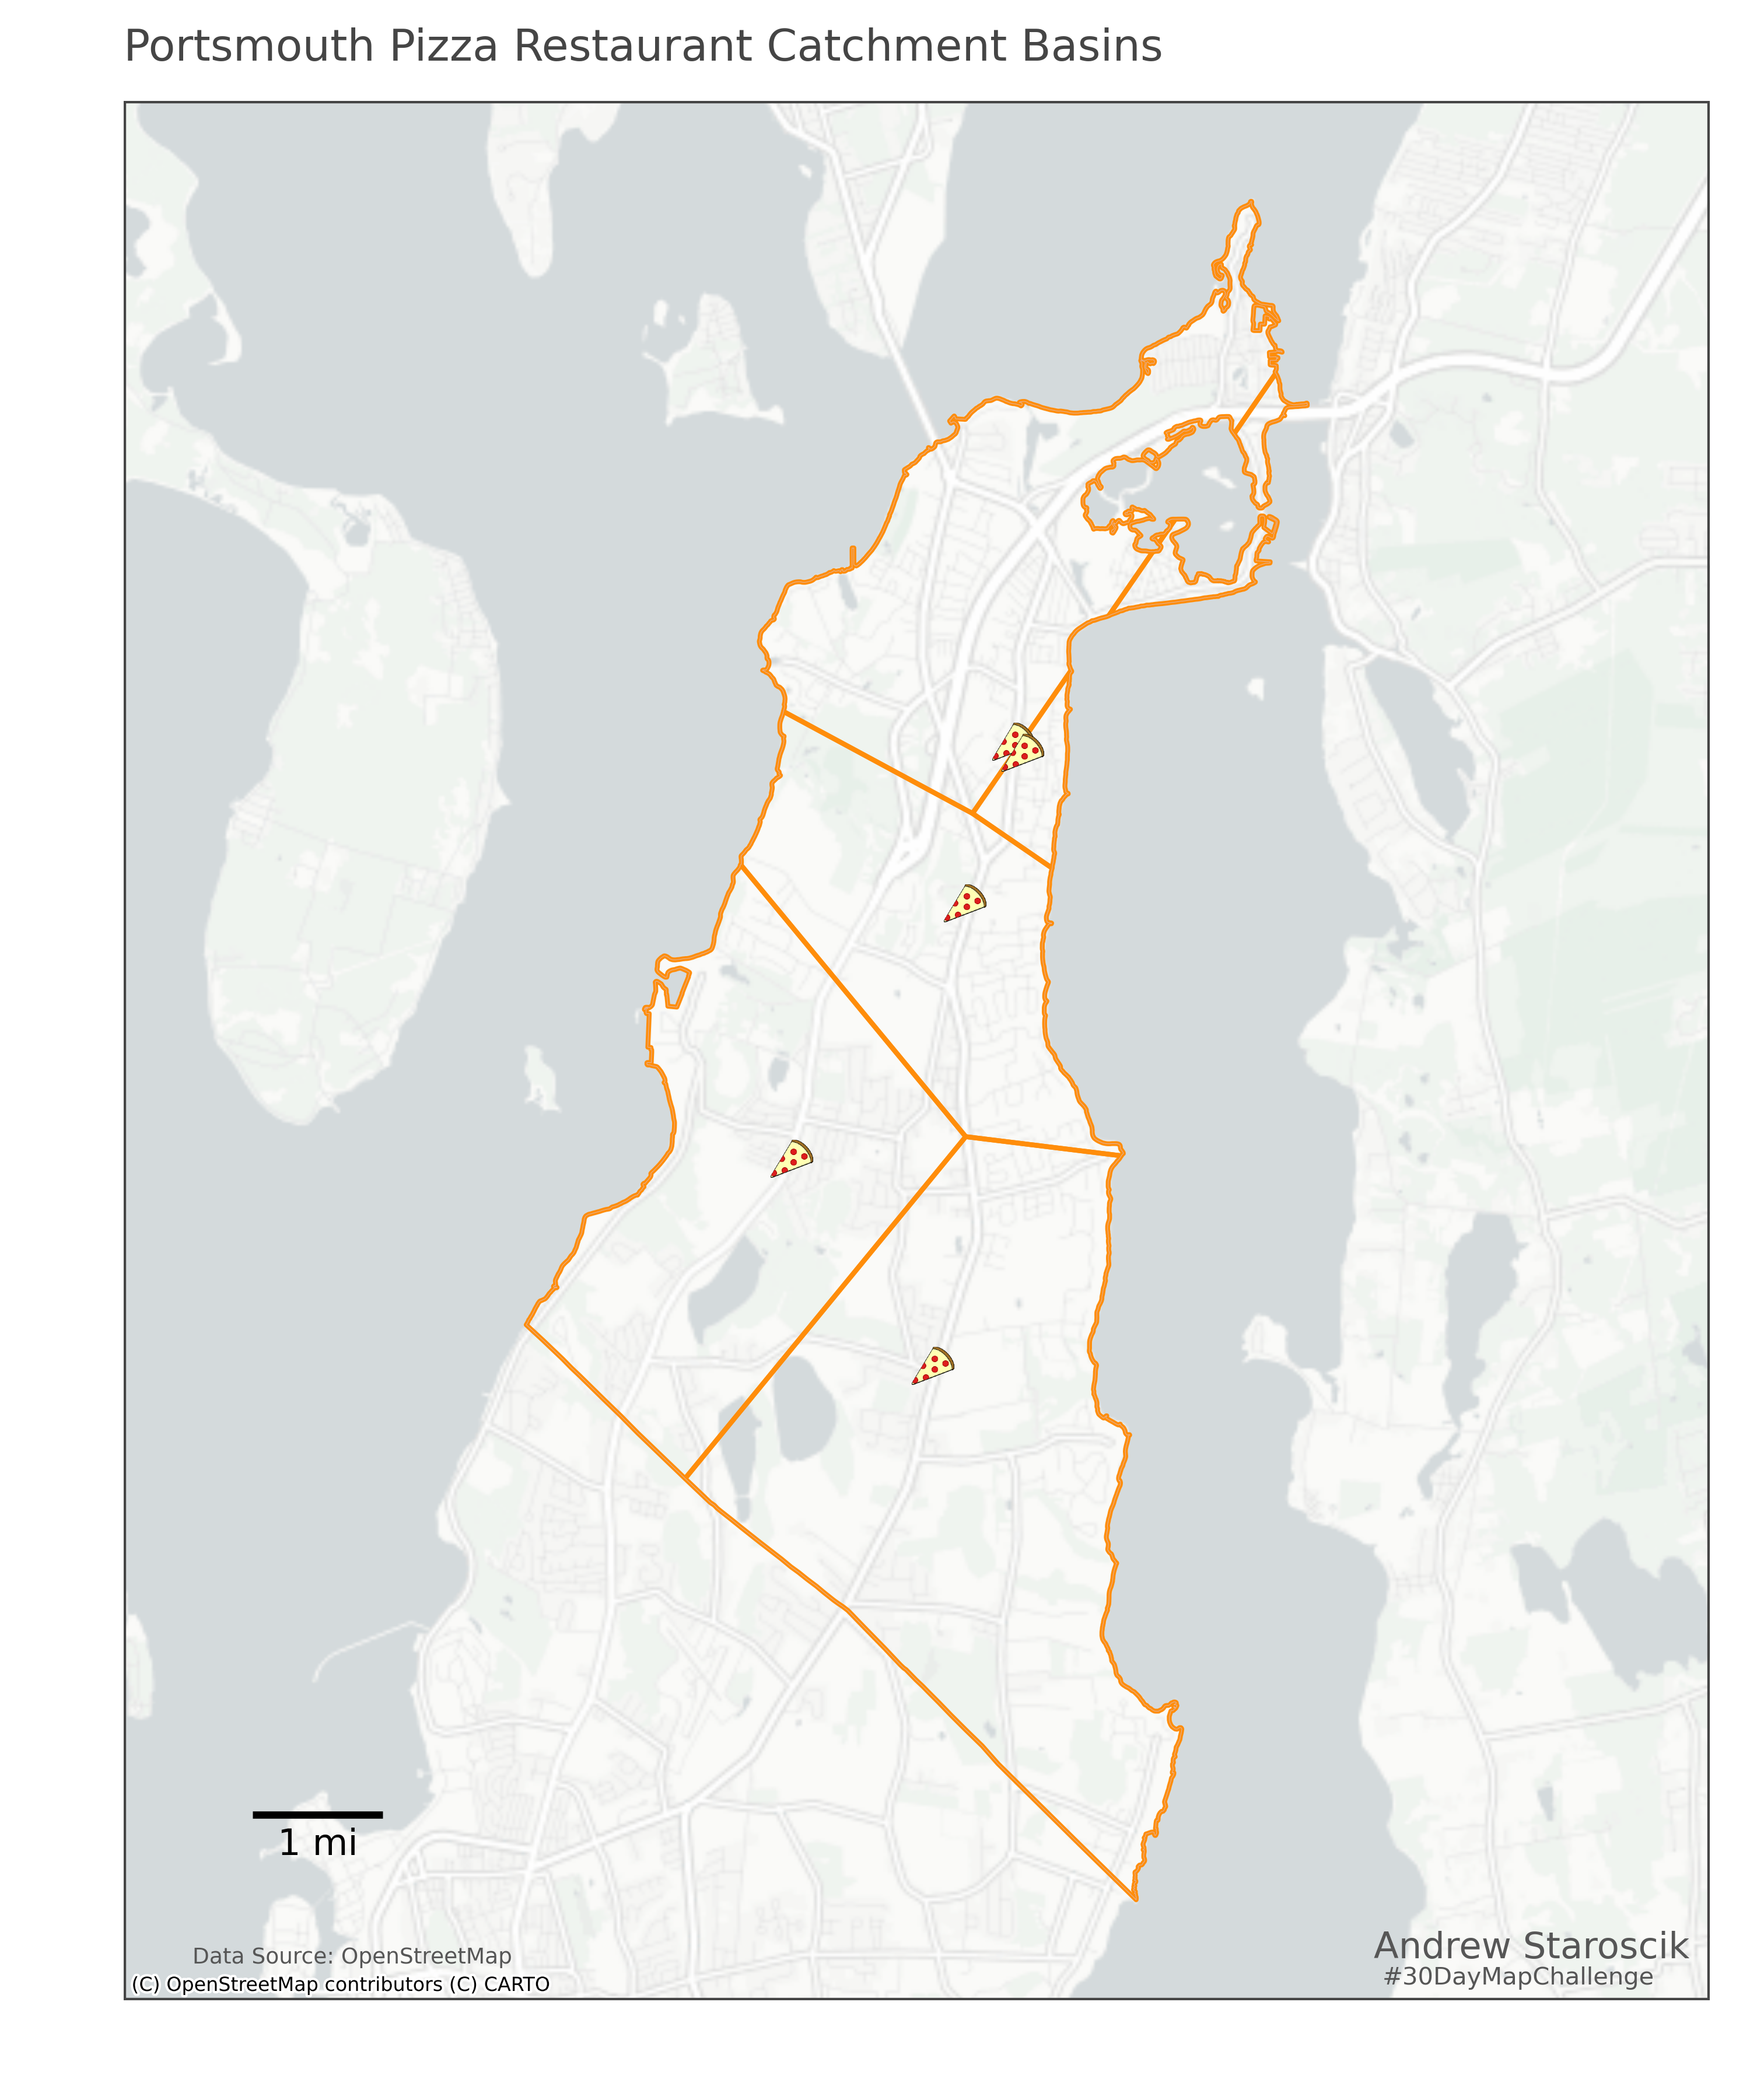 Portsmouth Pizza Restaurant Catchment Basins
1 mi
Data Source: OpenStreetMap
(C) OpenStreetMap contributors (C) CARTO
Andrew Staroscik
#30DayMapChallenge